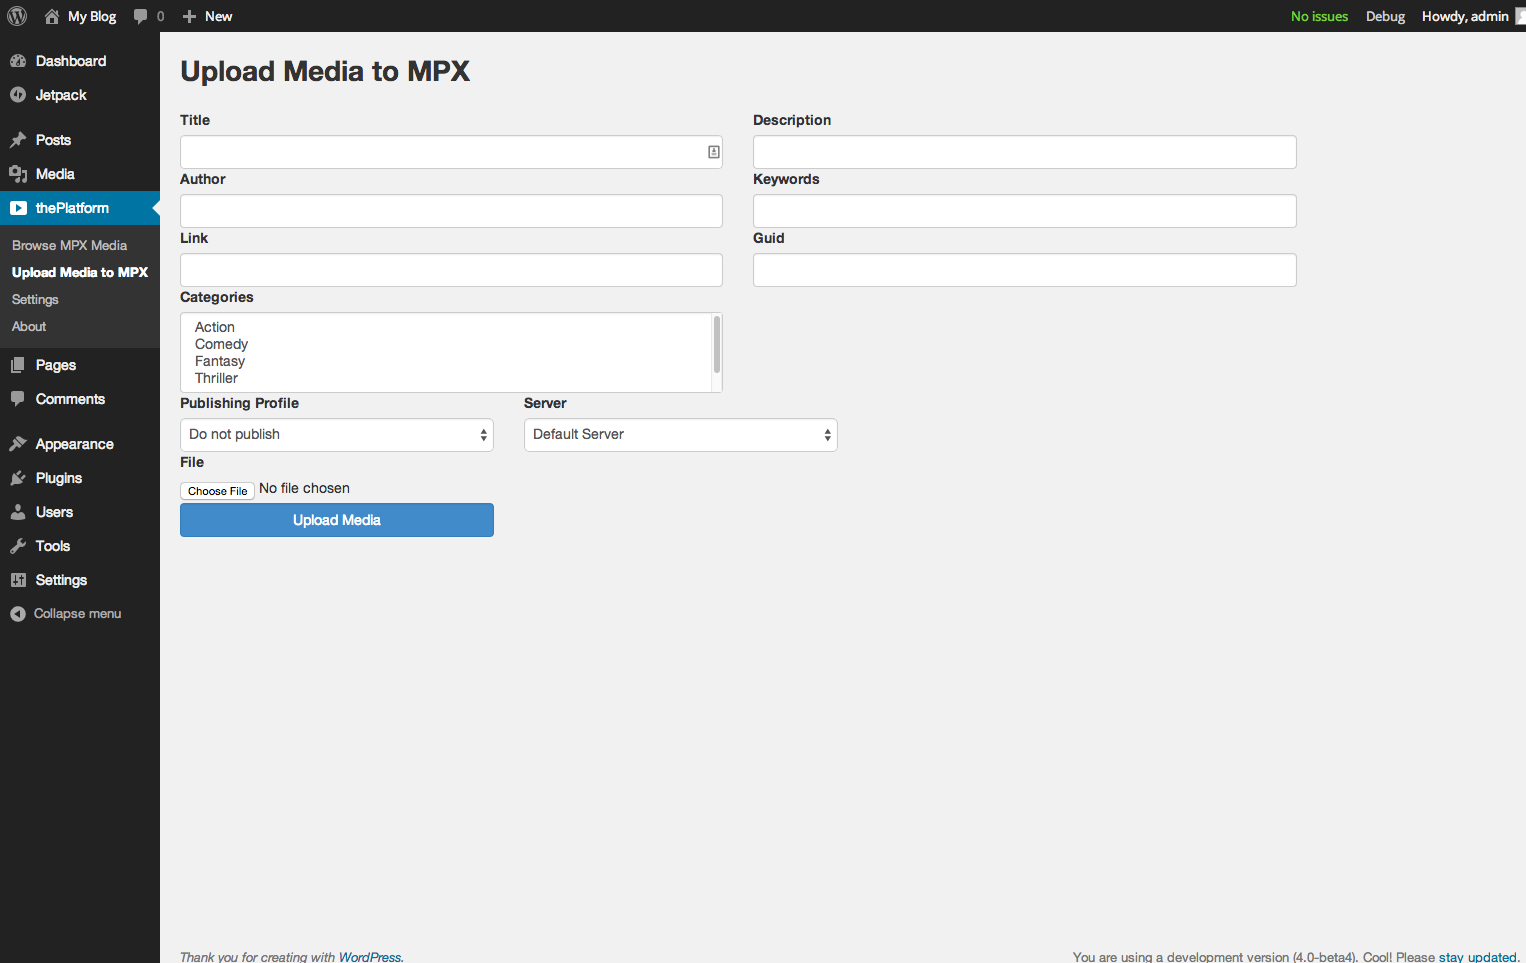 My Blog 0 New No issues Debug Howdy, admin
Dashboard
Jetpack
Posts
Media
thePlatform
Browse MPX Media
Upload Media to MPX
Settings
About
Pages
Comments
Appearance
Plugins
Users
Tools
Settings
Collapse menu
Upload Media to MPX
Title Description
Author Keywords
Link Guid
Categories
Action
Comedy
Fantasy
Thriller
Publishing Profile Server
Do not publish Default Server
File
Choose File No file chosen
Upload Media
Thank you for creating with WordPress. You are using a development version (4.0-beta4). Cool! Please stay updated.